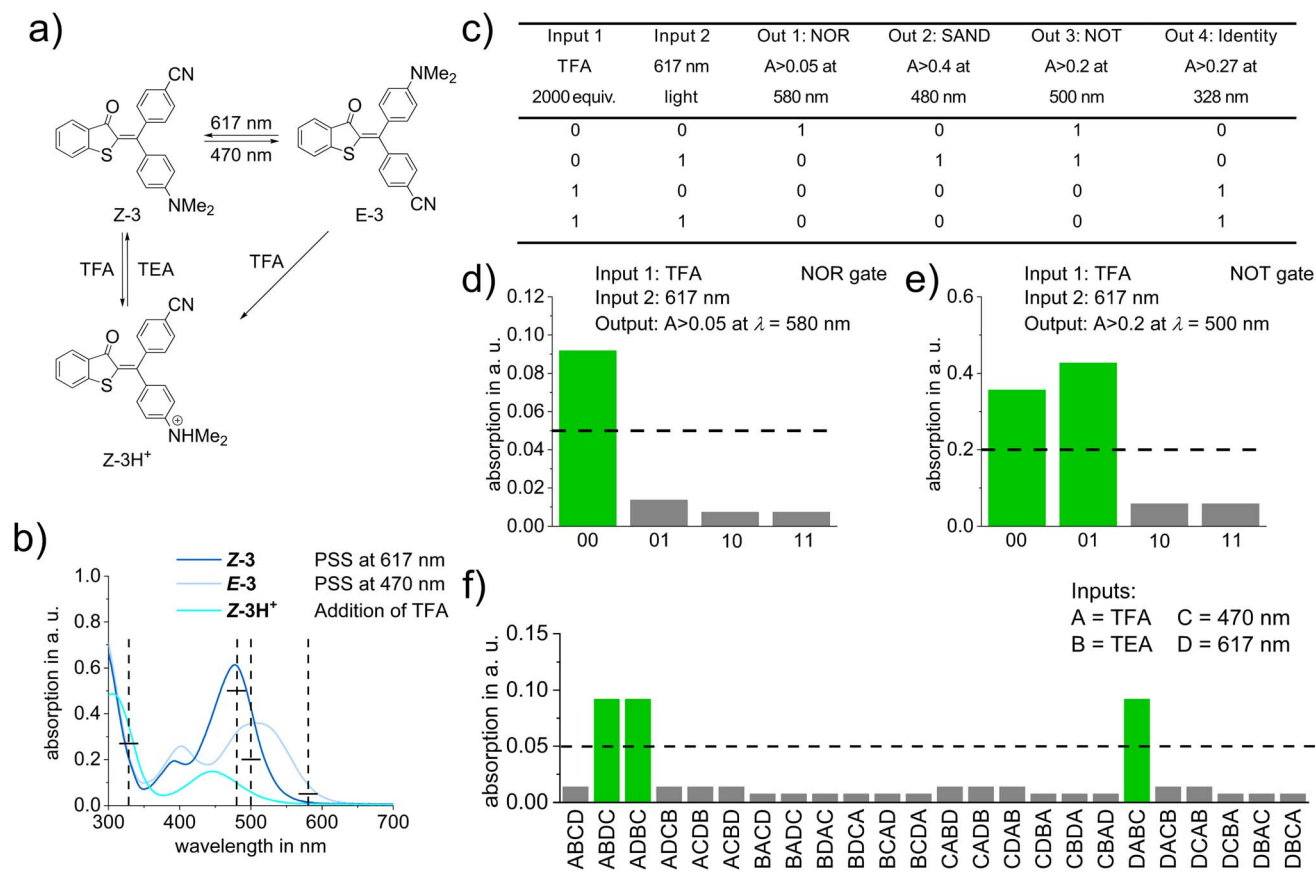 a)
CN
NMe2
O
S
617 nm
470 nm
O
S
NMe2
Z-3
CN
E-3
TFA
TEA
TFA
CN
O
S
⊕
NHMe2
Z-3H+
b)
Z-3 PSS at 617 nm
E-3 PSS at 470 nm
Z-3H+ Addition of TFA
absorption in a. u.
1.0
0.8
0.6
0.4
0.2
0.0
300 400 500 600 700
wavelength in nm
c)
Input 1 Input 2 Out 1: NOR Out 2: SAND Out 3: NOT Out 4: Identity
TFA 617 nm A>0.05 at A>0.4 at A>0.2 at A>0.27 at
2000 equiv. light 580 nm 480 nm 500 nm 328 nm
0 0 1 0 1 0
0 1 0 1 1 0
1 0 0 0 0 1
1 1 0 0 0 1
d)
Input 1: TFA NOR gate
Input 2: 617 nm
Output: A>0.05 at λ = 580 nm
absorption in a. u.
0.12
0.10
0.08
0.06
0.04
0.02
0.00
00 01 10 11
e)
Input 1: TFA NOT gate
Input 2: 617 nm
Output: A>0.2 at λ = 500 nm
absorption in a. u.
0.6
0.4
0.2
0.0
00 01 10 11
f)
Inputs:
A = TFA C = 470 nm
B = TEA D = 617 nm
absorption in a. u.
0.15
0.10
0.05
0.00
ABCD
ABDC
ADBC
ADCB
ACDB
ACBD
BACD
BADC
BDAC
BDCA
BCAD
BCDA
CABD
CADB
CDAB
CDBA
CBDA
CBAD
DABC
DACB
DCAB
DCBA
DBAC
DBCA